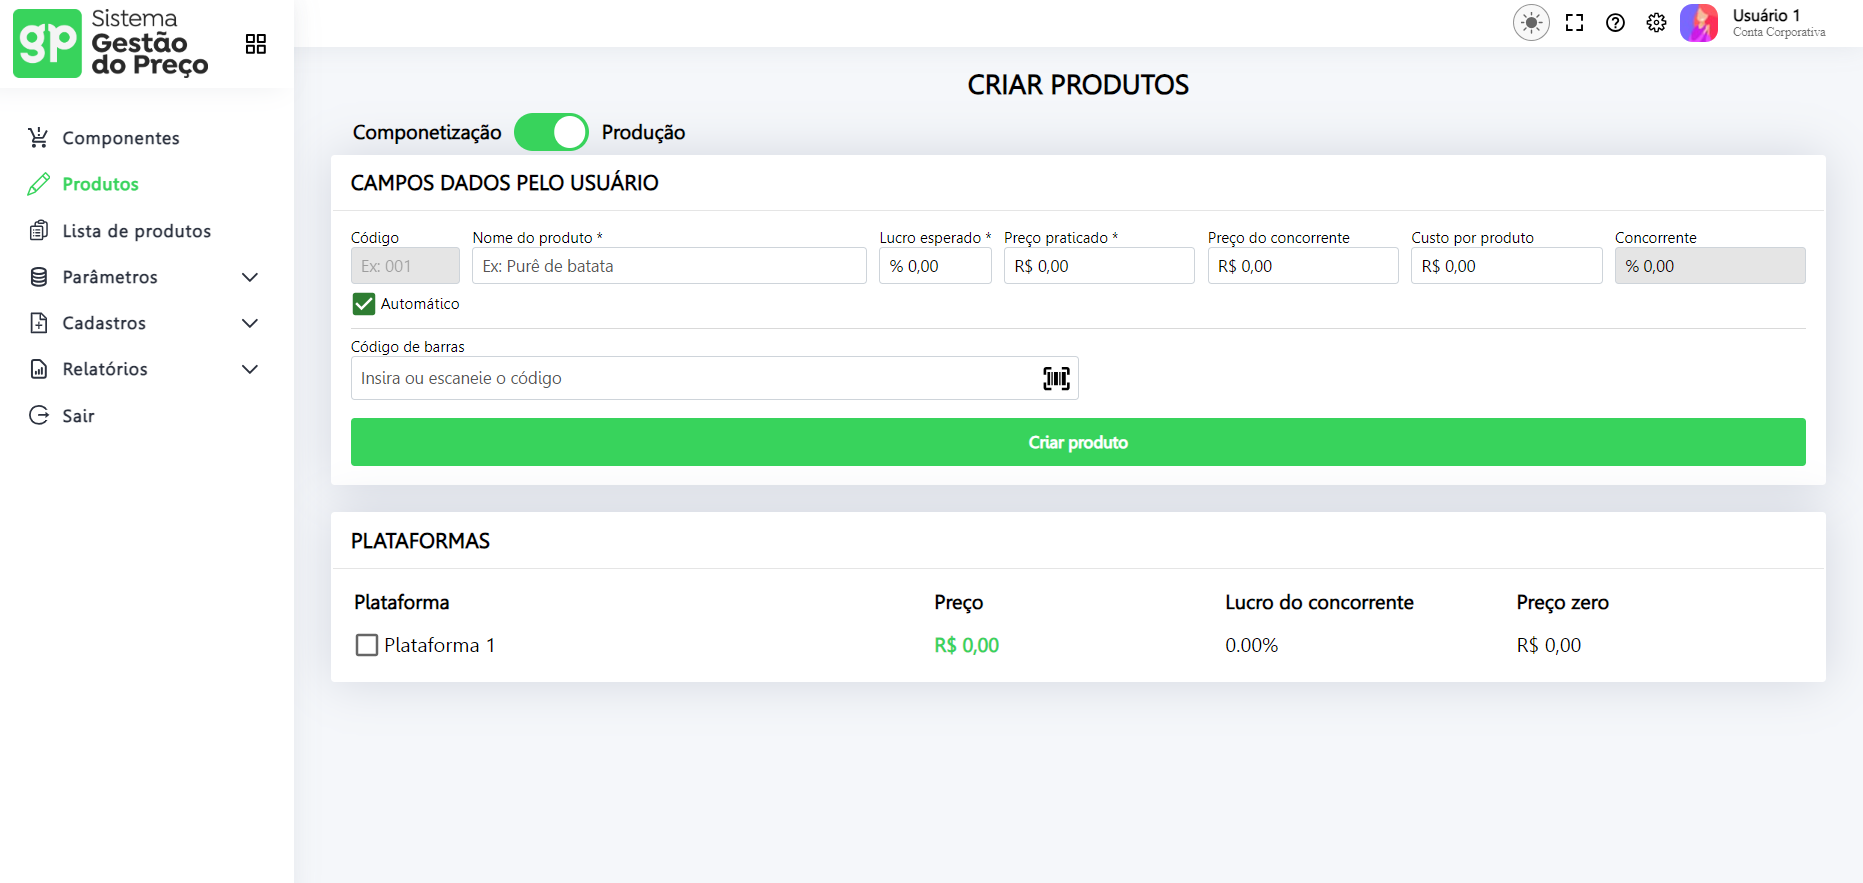 gp
Sistema
Gestão
do Preço
Usuário 1
Conta Corporativa
Componentes
Produtos
Lista de produtos
Parâmetros
Cadastros
Relatórios
Sair
CRIAR PRODUTOS
Componetização Produção
CAMPOS DADOS PELO USUÁRIO
Código Nome do produto * Lucro esperado * Preço praticado * Preço do concorrente Custo por produto Concorrente
Ex: 001 Ex: Purê de batata % 0,00 R$ 0,00 R$ 0,00 R$ 0,00 % 0,00
Automático
Código de barras
Insira ou escaneie o código
Criar produto
PLATAFORMAS
Plataforma Preço Lucro do concorrente Preço zero
Plataforma 1 R$ 0,00 0.00% R$ 0,00